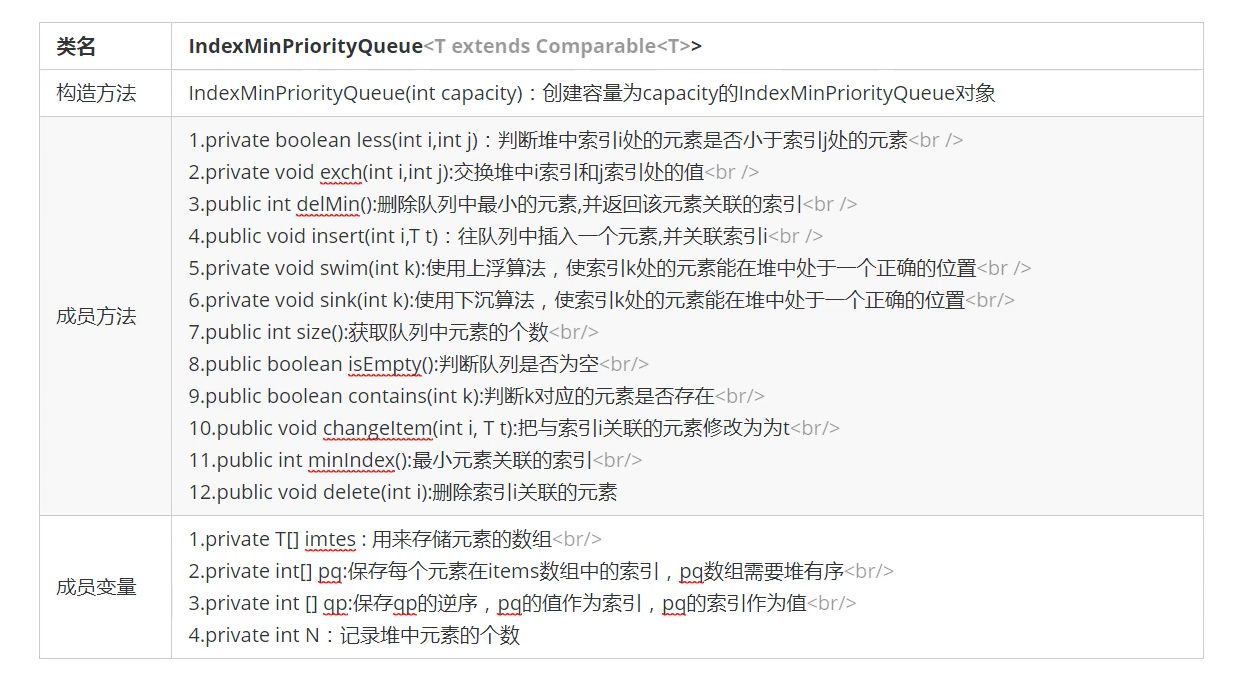 类名
IndexMinPriorityQueue<T extends Comparable<T>>
构造方法
IndexMinPriorityQueue(int capacity)：创建容量为capacity的IndexMinPriorityQueue对象
成员方法
1.private boolean less(int i,int j)：判断堆中索引i处的元素是否小于索引j处的元素<br />
2.private void exch(int i,int j):交换堆中i索引和j索引处的值<br />
3.public int delMin():删除队列中最小的元素,并返回该元素关联的索引<br />
4.public void insert(int i,T t)：往队列中插入一个元素,并关联索引i<br />
5.private void swim(int k):使用上浮算法，使索引k处的元素能在堆中处于一个正确的位置<br />
6.private void sink(int k):使用下沉算法，使索引k处的元素能在堆中处于一个正确的位置<br/>
7.public int size():获取队列中元素的个数<br/>
8.public boolean isEmpty():判断队列是否为空<br/>
9.public boolean contains(int k):判断k对应的元素是否存在<br/>
10.public void changeItem(int i, T t):把与索引i关联的元素修改为为t<br/>
11.public int minIndex():最小元素关联的索引<br/>
12.public void delete(int i):删除索引i关联的元素
成员变量
1.private T[] imtes : 用来存储元素的数组<br/>
2.private int[] pq:保存每个元素在items数组中的索引，pq数组需要堆有序<br/>
3.private int [] qp:保存qp的逆序，pq的值作为索引，pq的索引作为值<br/>
4.private int N：记录堆中元素的个数